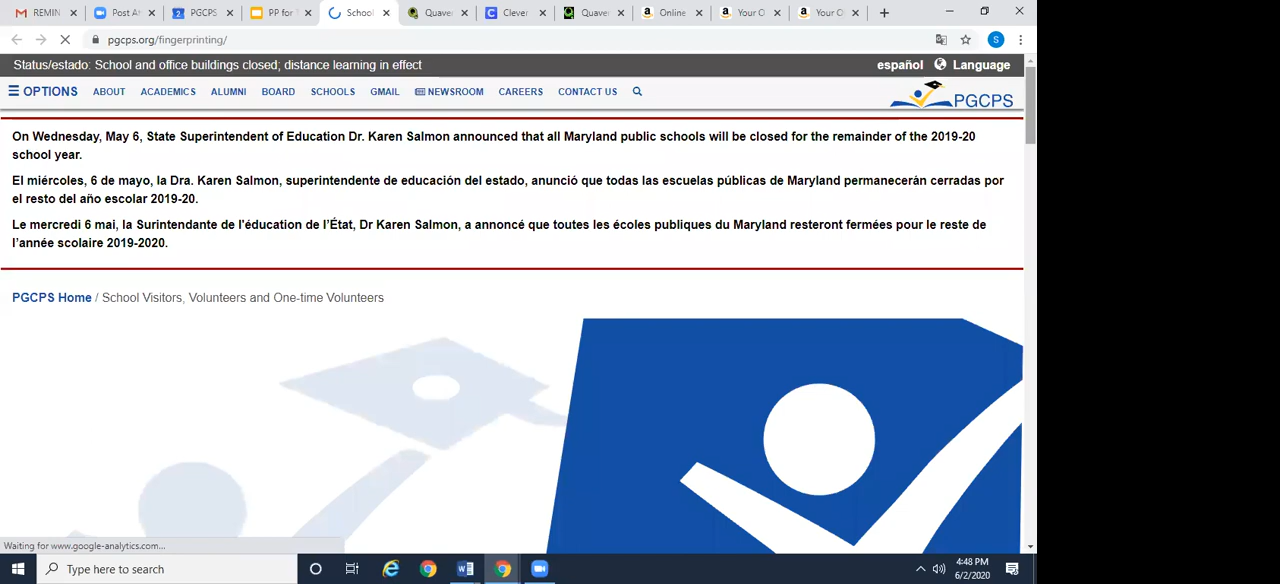 REMIN
Post A
PGCPS
PP for
School
Quaver
Clever
Quaver
Online
Your O
Your O
pgcps.org/fingerprinting/
S
Status/estado: School and office buildings closed; distance learning in effect
español Language
OPTIONS ABOUT ACADEMICS ALUMNI BOARD SCHOOLS GMAIL NEWSROOM CAREERS CONTACT US
PGCPS
On Wednesday, May 6, State Superintendent of Education Dr. Karen Salmon announced that all Maryland public schools will be closed for the remainder of the 2019-20
school year.
El miércoles, 6 de mayo, la Dra. Karen Salmon, superintendente de educación del estado, anunció que todas las escuelas públicas de Maryland permanecerán cerradas por
el resto del año escolar 2019-20.
Le mercredi 6 mai, la Surintendante de l'éducation de l'État, Dr Karen Salmon, a annoncé que toutes les écoles publiques du Maryland resteront fermées pour le reste de
l'année scolaire 2019-2020.
PGCPS Home / School Visitors, Volunteers and One-time Volunteers
Waiting for www.google-analytics.com...
Type here to search
4:48 PM
6/2/2020